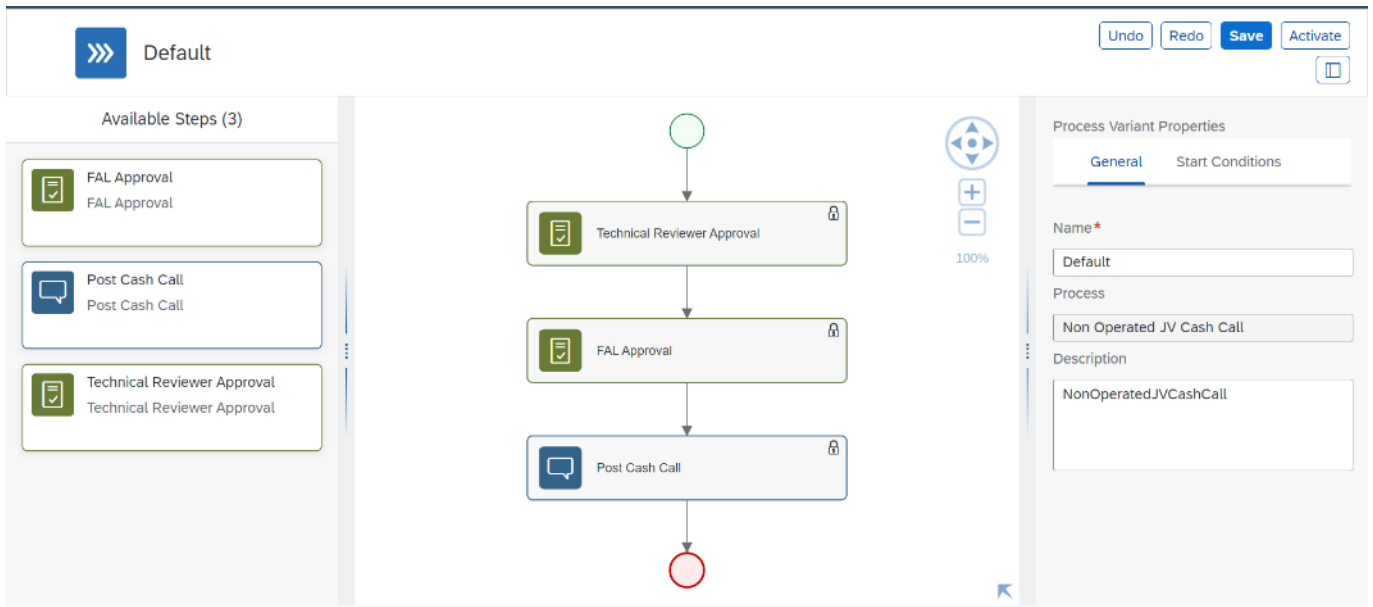 Default
Undo
Redo
Save
Activate
Available Steps (3)
FAL Approval
FAL Approval
Post Cash Call
Post Cash Call
Technical Reviewer Approval
Technical Reviewer Approval
Technical Reviewer Approval
FAL Approval
Post Cash Call
100%
Process Variant Properties
General
Start Conditions
Name*
Default
Process
Non Operated JV Cash Call
Description
NonOperatedJVCashCall